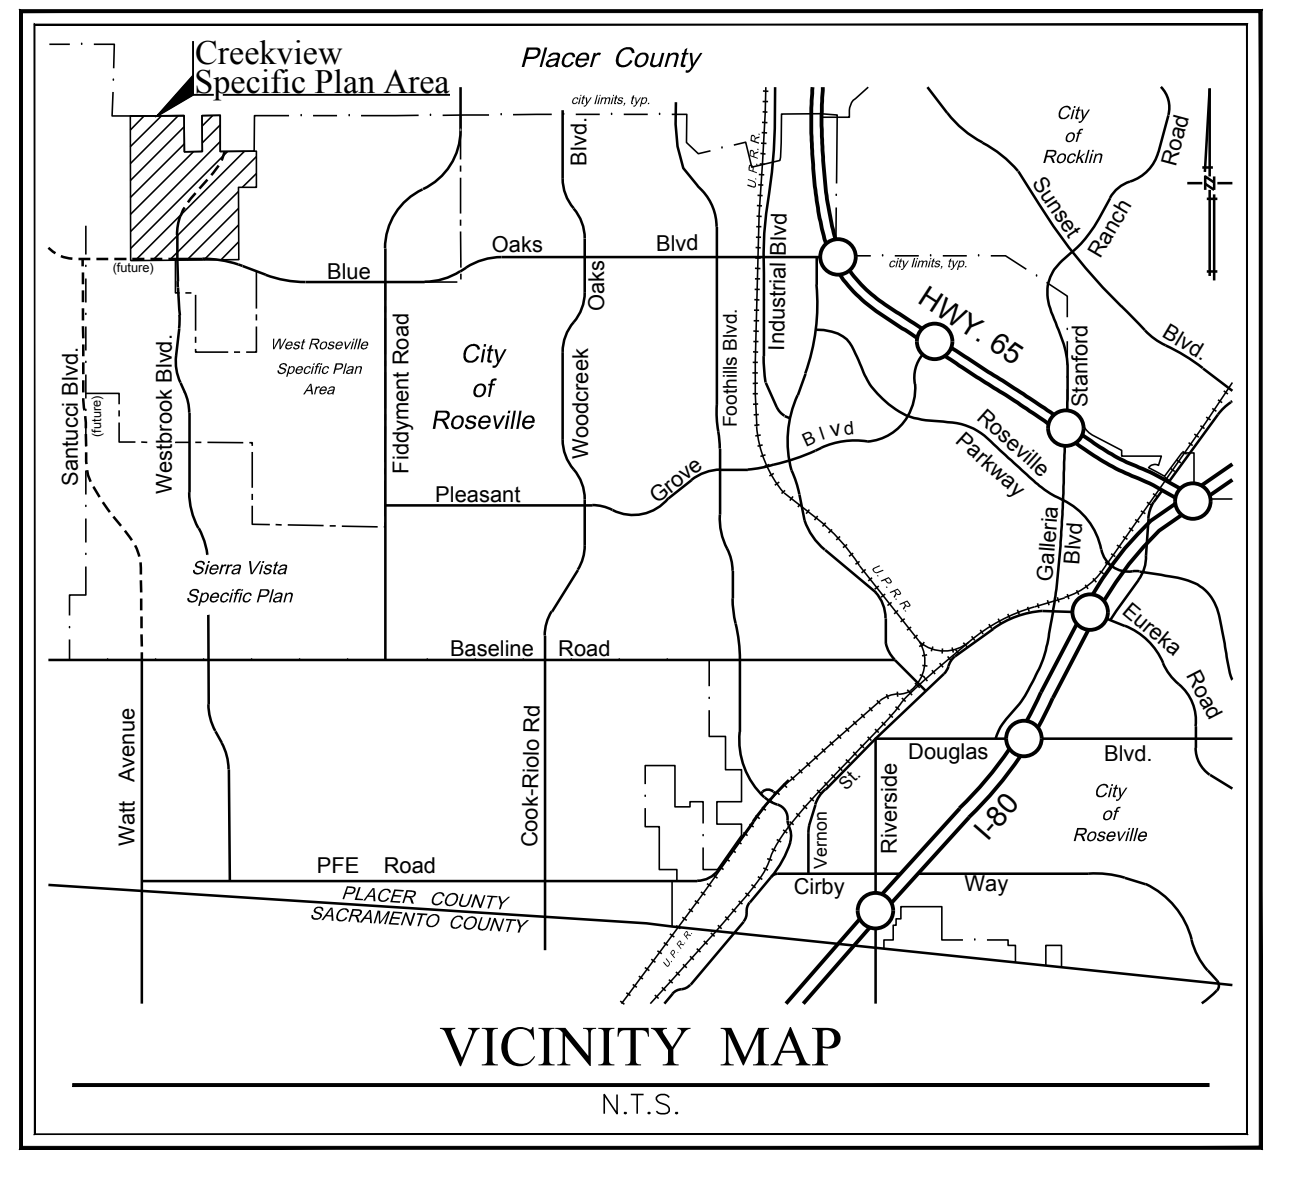 Creekview
Specific Plan Area
Placer County
city limits, typ.
City
of
Rocklin
Road
Ranch
Stanford
Sunset
Blvd.
N
U.P.R.R.
Blvd.
Oaks
Woodcreek
Blue
Oaks
Blvd
Industrial Blvd
city limits, typ.
HWY. 65
(future)
Santucci Blvd.
(future)
Westbrook Blvd.
West Roseville
Specific Plan
Area
Fiddyment Road
City
of
Roseville
Foothills Blvd.
Roseville
Parkway
Pleasant
Grove
Blvd
Galleria
Blvd
U.P.R.R.
Sierra Vista
Specific Plan
Eureka
Road
Baseline Road
Watt Avenue
Cook-Riolo Rd
Douglas
Blvd.
Vernon
St.
Riverside
I-80
City
of
Roseville
PFE Road
Cirby
Way
PLACER COUNTY
SACRAMENTO COUNTY
U.P.R.R.
VICINITY MAP
N.T.S.